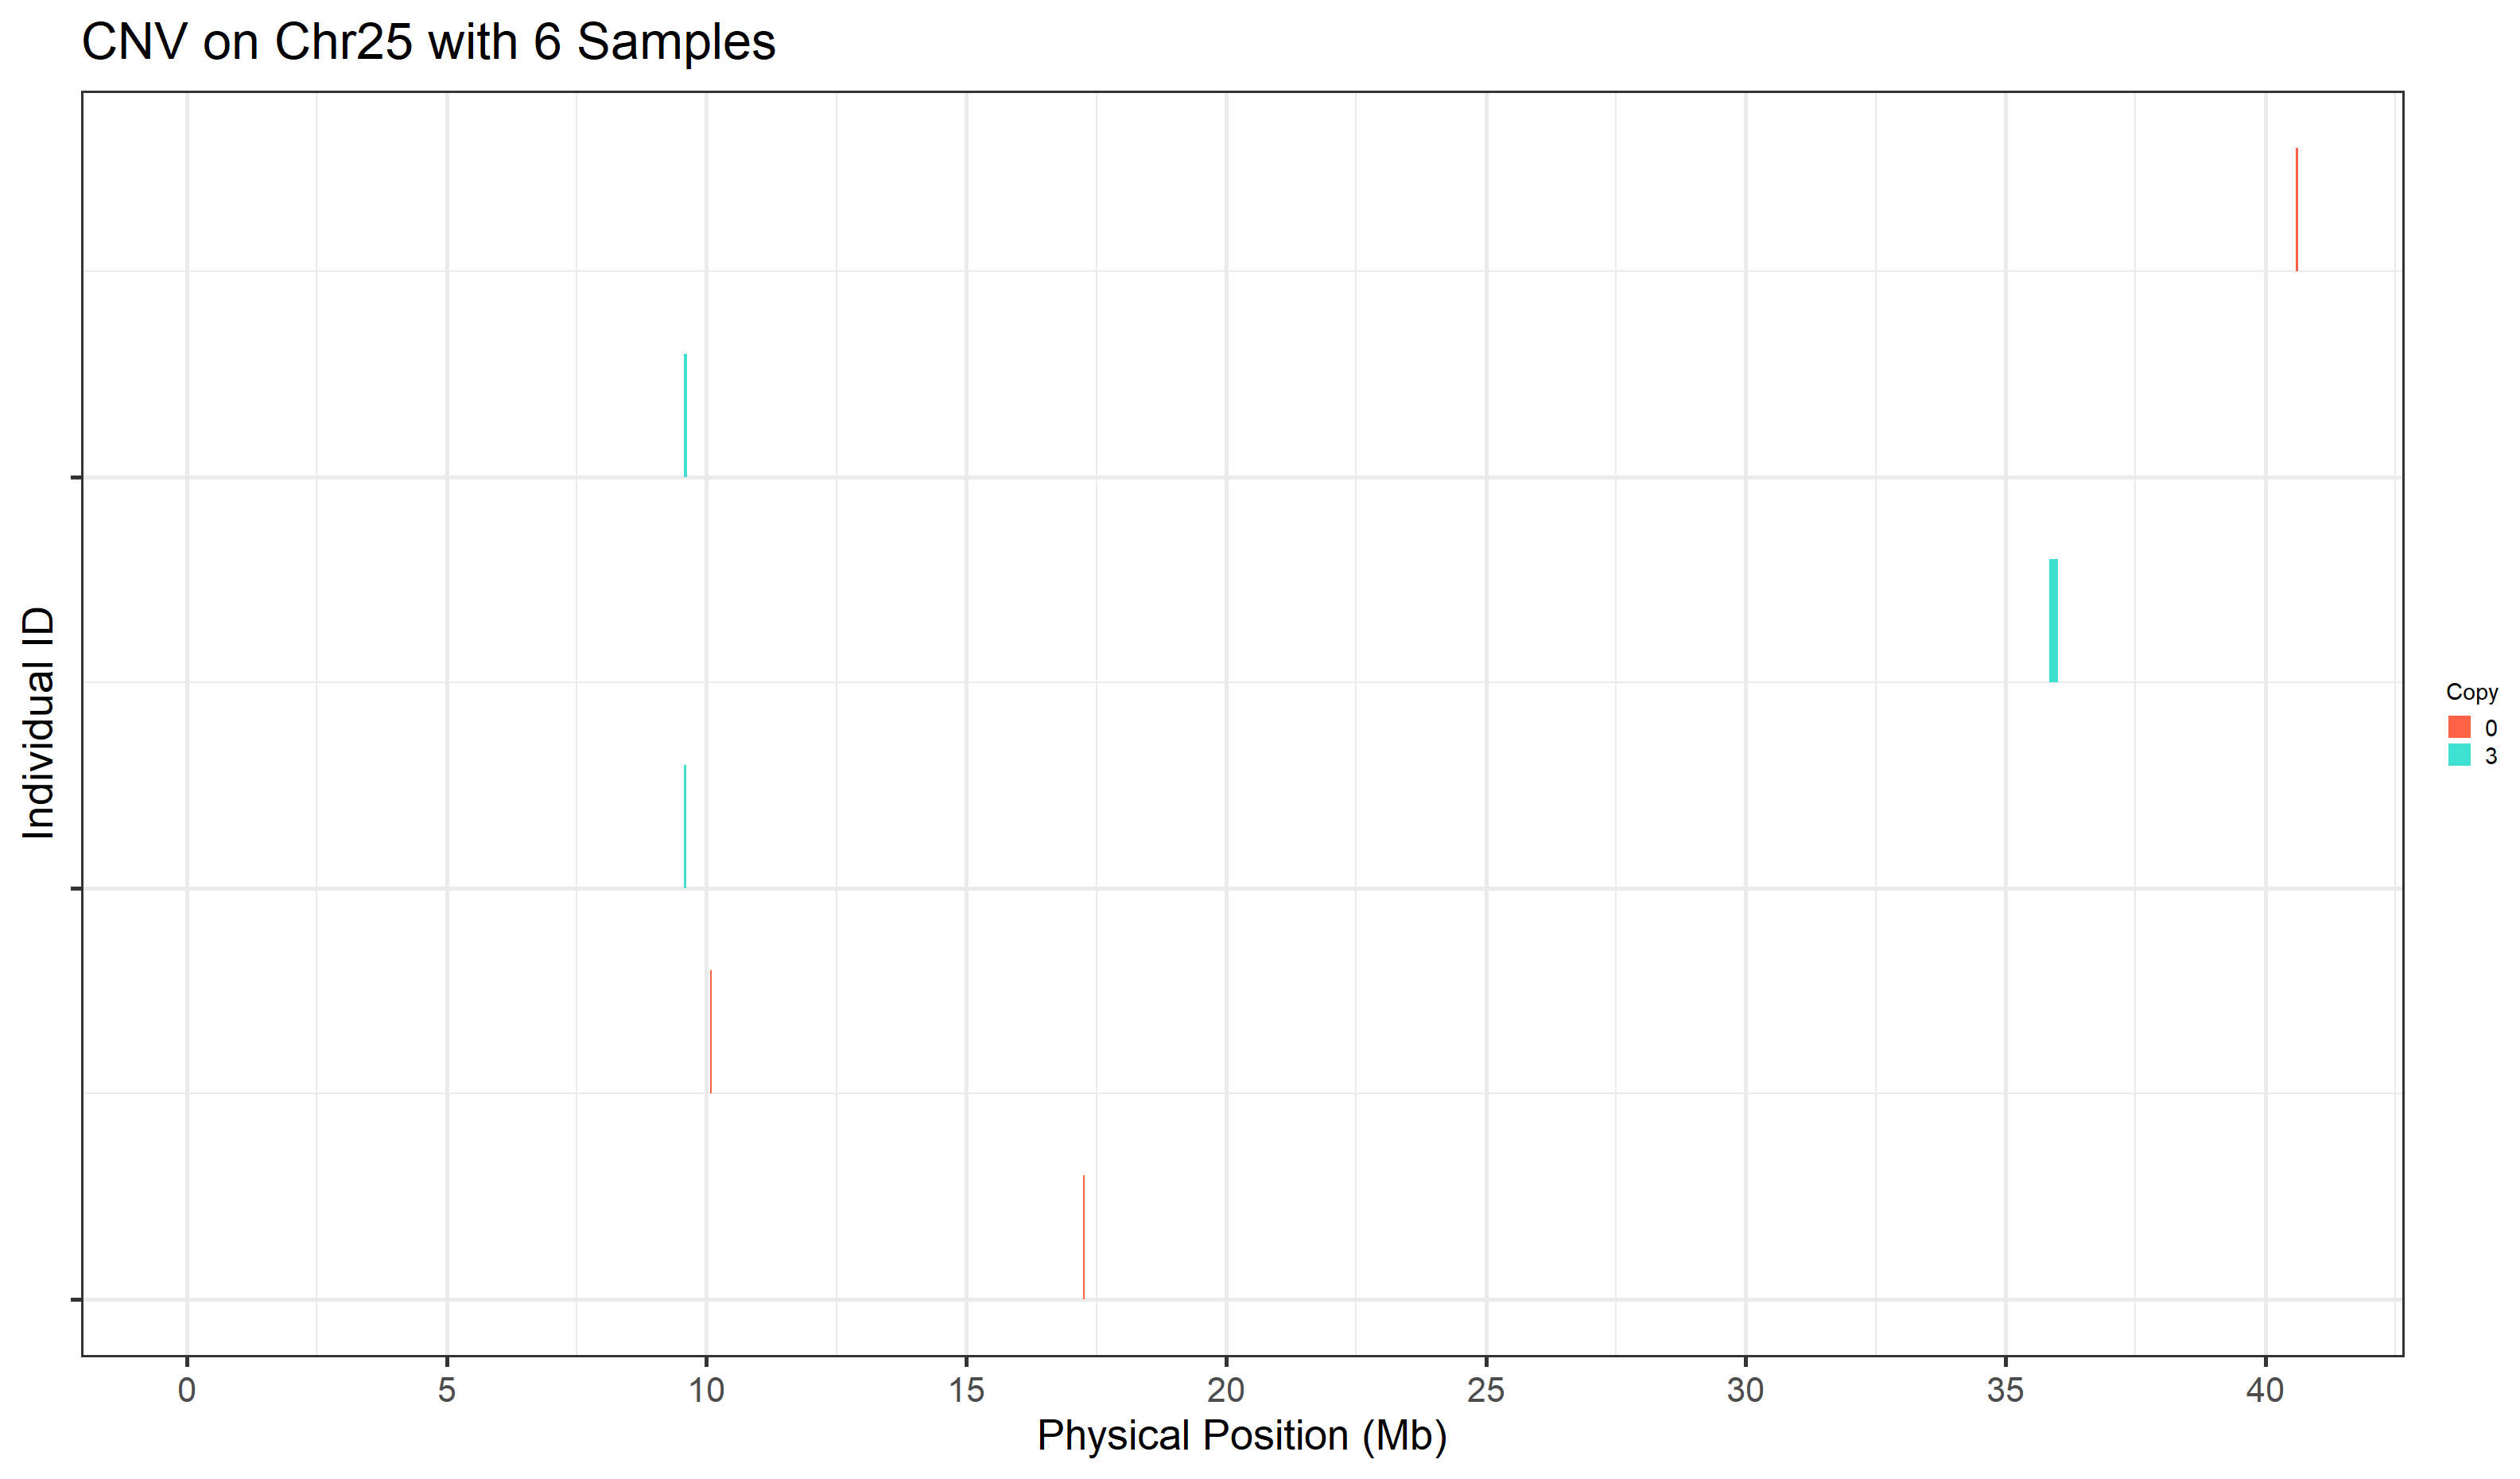 CNV on Chr25 with 6 Samples
Individual ID
Copy
0
3
0 5 10 15 20 25 30 35 40
Physical Position (Mb)